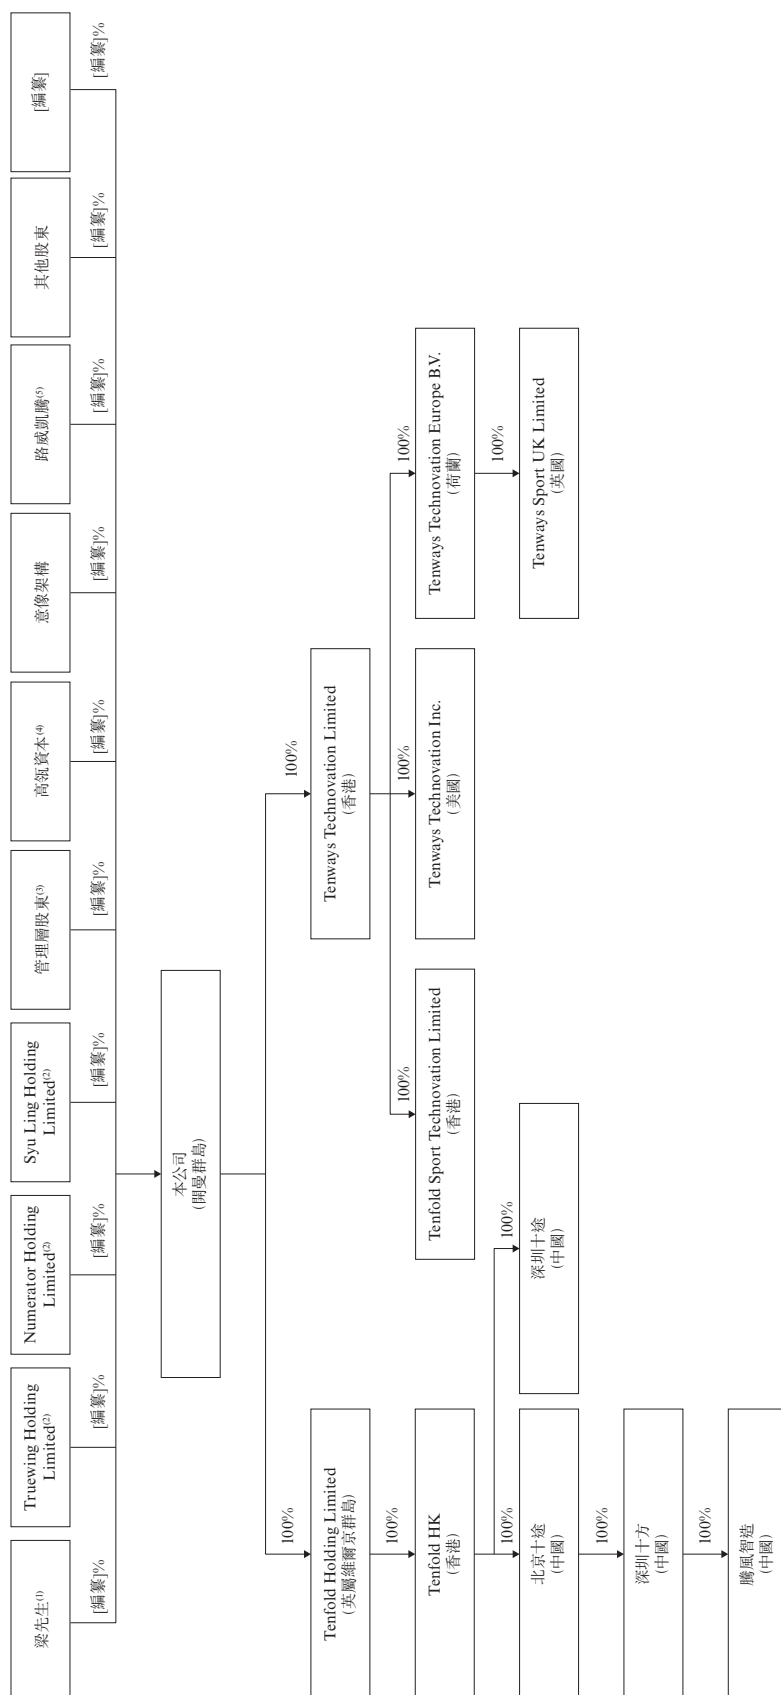 梁先生(1)
Truewing Holding
Limited(2)
Numerator Holding
Limited(2)
Syu Ling Holding
Limited(2)
管理層股東(3)
高瓴資本(4)
意像架構
路威凱騰(5)
其他股東
[編纂]
[編纂]%
[編纂]%
[編纂]%
[編纂]%
[編纂]%
[編纂]%
[編纂]%
[編纂]%
[編纂]%
[編纂]%
本公司
(開曼群島)
100%
100%
Tenfold Holding Limited
(英屬維爾京群島)
Tenways Technovation Limited
(香港)
100%
100%
100%
100%
Tenfold HK
(香港)
Tenfold Sport Technovation Limited
(香港)
Tenways Technovation Inc.
(美國)
Tenways Technovation Europe B.V.
(荷蘭)
100%
100%
100%
北京十途
(中國)
深圳十途
(中國)
Tenways Sport UK Limited
(英國)
100%
深圳十方
(中國)
100%
騰風智造
(中國)